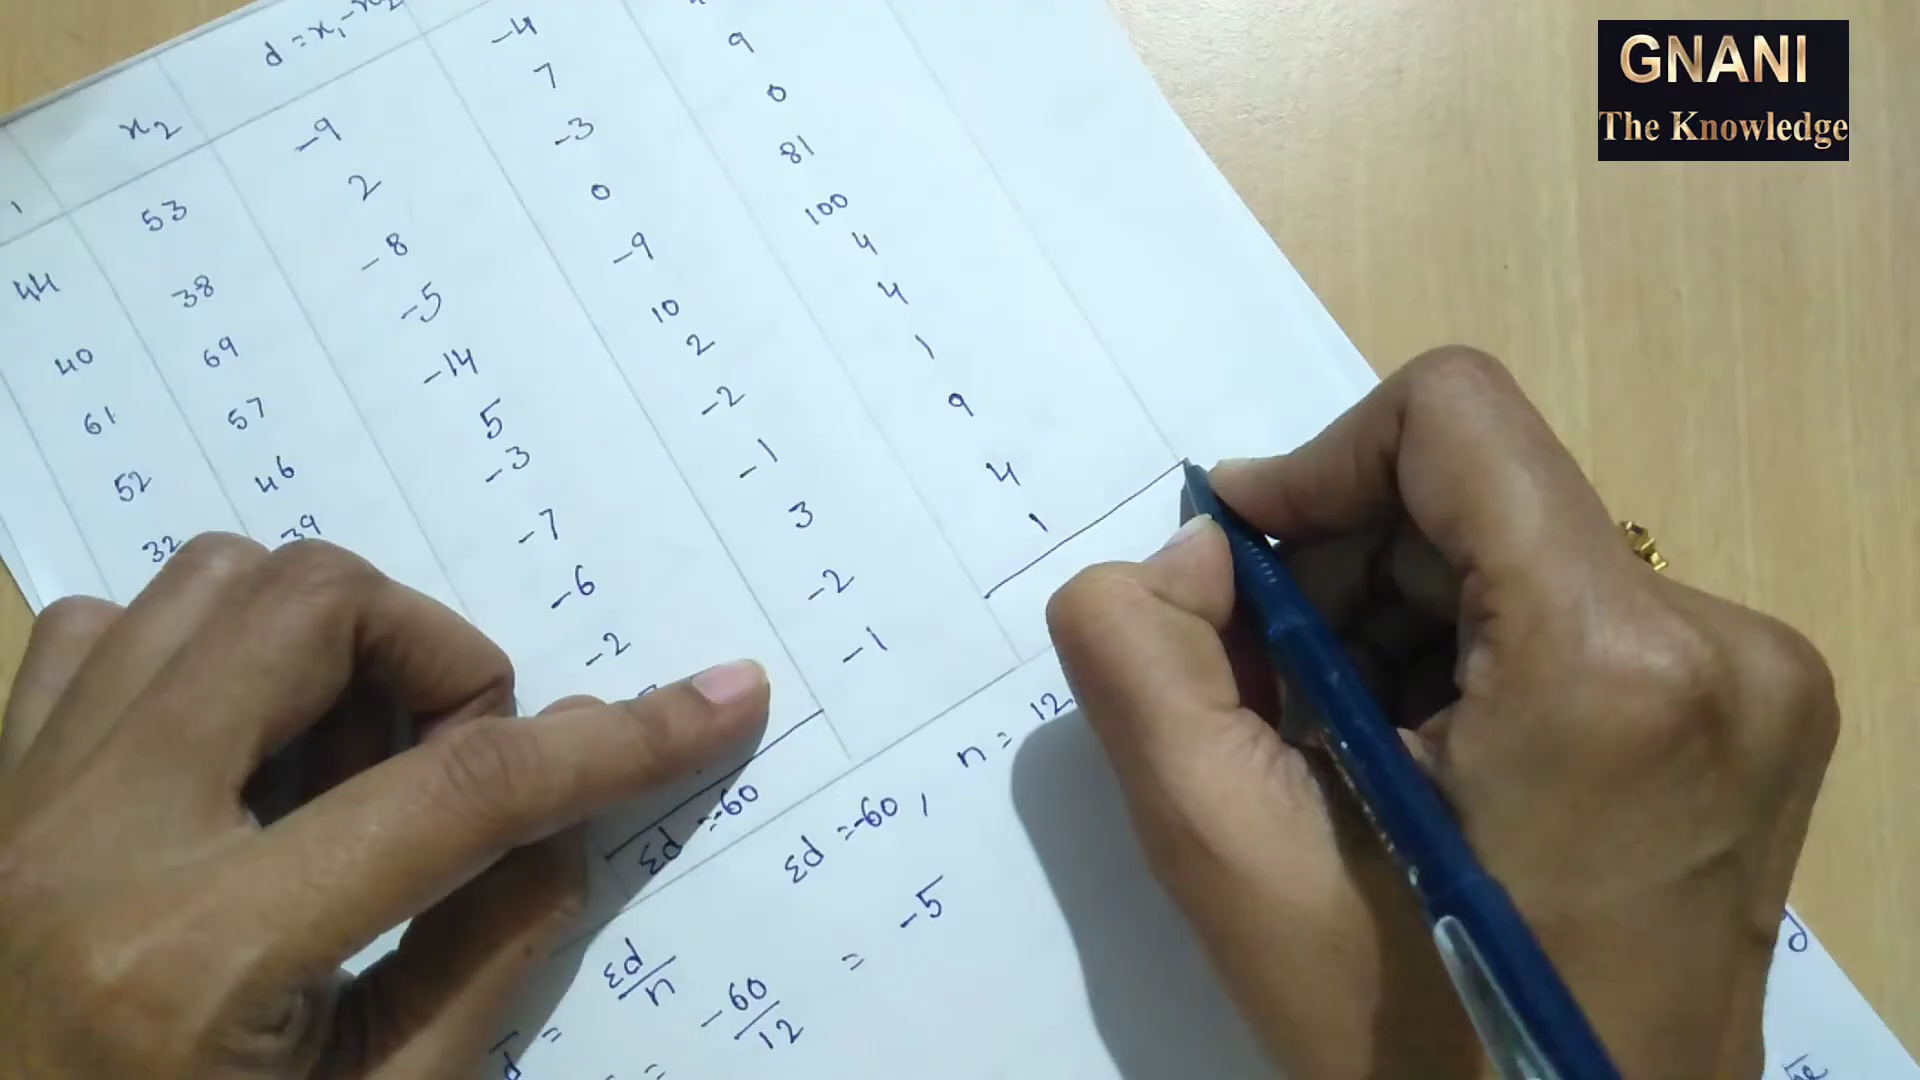 GNANI
The Knowledge
x₂ d = x₁ - x₂
44 53 -9 -4
40 38 2 7 9
61 69 -8 -3 0
52 57 -5 0 81
32 46 -14 -9 100
39 5 10 4
-3 2 4
-7 -2 1
-6 -1 9
-2 3 4
-2 1
-1
Σd = -60
Σd = -60, n = 12
d̄ = Σd/n
= -60/12 = -5